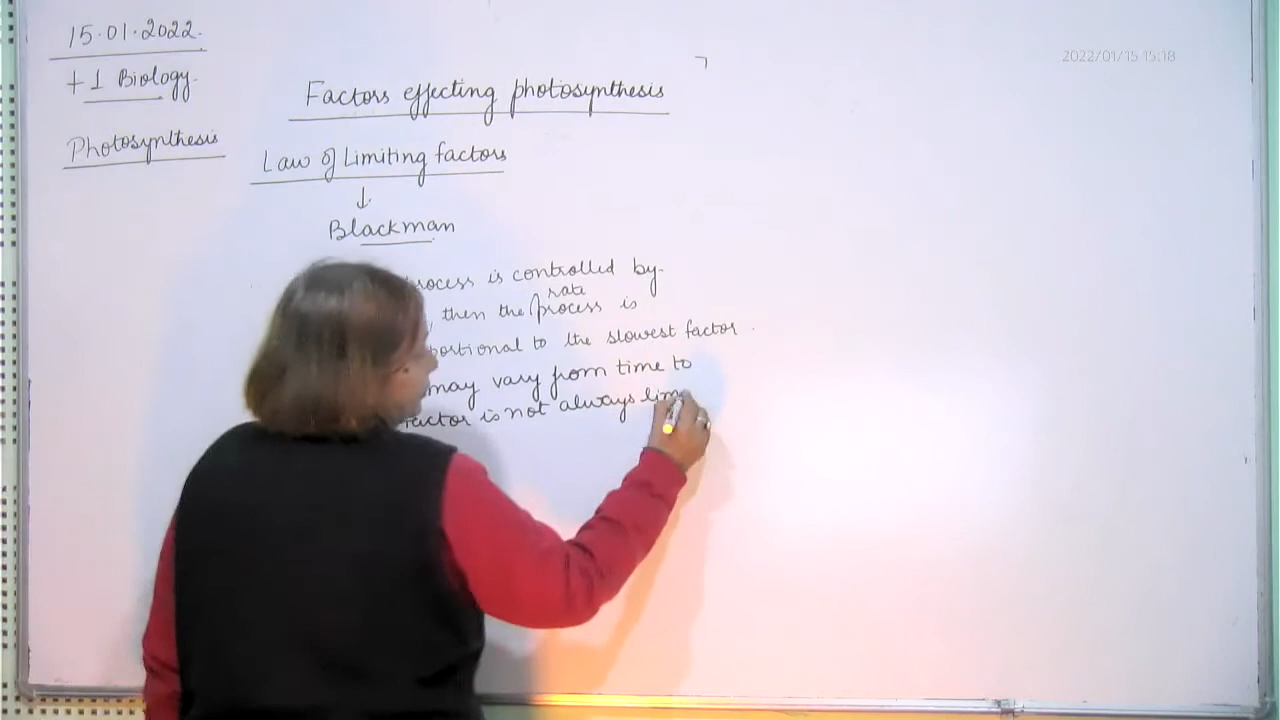 15.01.2022.
+1 Biology.
Photosynthesis
2022/01/15 15:18
Factors effecting photosynthesis
Law of Limiting factors
↓
Blackman
process is controlled by
rate
, then the process is
to the slowest factor.
may vary from time to
factor is not always lim